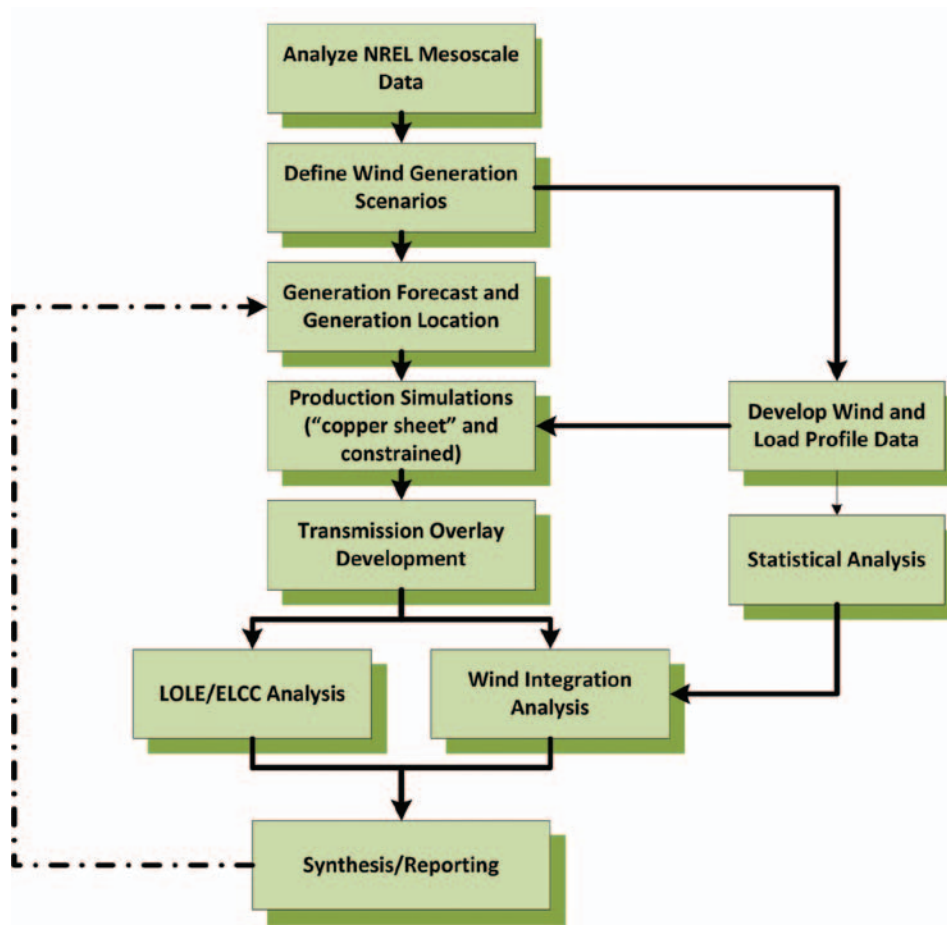 Analyze NREL Mesoscale
Data
Define Wind Generation
Scenarios
Generation Forecast and
Generation Location
Production Simulations
(“copper sheet” and
constrained)
Develop Wind and
Load Profile Data
Transmission Overlay
Development
Statistical Analysis
LOLE/ELCC Analysis
Wind Integration
Analysis
Synthesis/Reporting